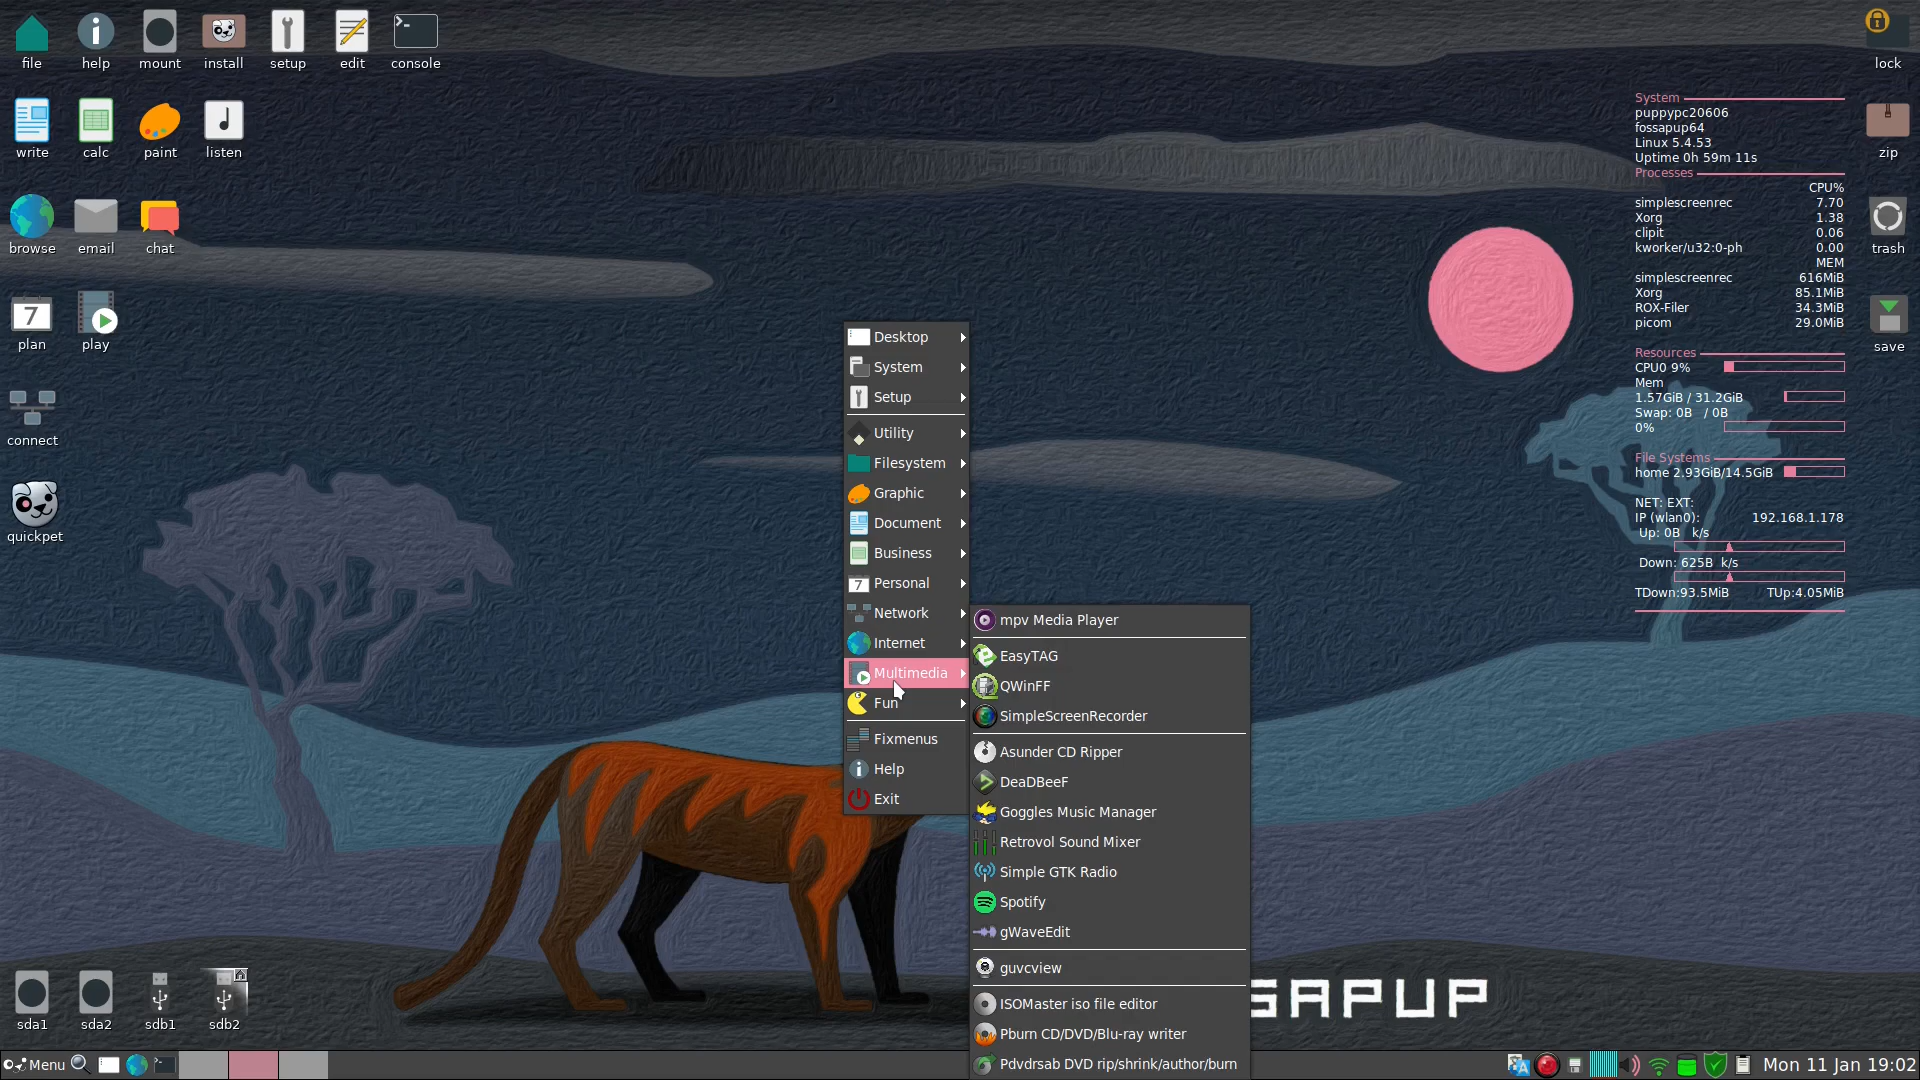 file
help
mount
install
setup
edit
console
lock
write
calc
paint
listen
zip
browse
email
chat
trash
7
plan
play
save
connect
quickpet
System
puppypc20606
fossapup64
Linux 5.4.53
Uptime 0h 59m 11s
Processes
CPU%
simplescreenrec 7.70
Xorg 1.38
clipit 0.06
kworker/u32:0-ph 0.00
MEM
simplescreenrec 616MiB
Xorg 85.1MiB
ROX-Filer 34.3MiB
picom 29.0MiB
Resources
CPU0 9%
Mem
1.57GiB / 31.2GiB
Swap: 0B / 0B
0%
File Systems
home 2.93GiB/14.5GiB
NET: EXT:
IP (wlan0): 192.168.1.178
Up: 0B k/s
Down: 625B k/s
TDown:93.5MiB TUp:4.05MiB
Desktop
System
Setup
Utility
Filesystem
Graphic
Document
Business
7 Personal
Network
Internet
Multimedia
Fun
Fixmenus
Help
Exit
mpv Media Player
EasyTAG
QWinFF
SimpleScreenRecorder
Asunder CD Ripper
DeaDBeeF
Goggles Music Manager
Retrovol Sound Mixer
Simple GTK Radio
Spotify
gWaveEdit
guvcview
ISOMaster iso file editor
Pburn CD/DVD/Blu-ray writer
Pdvdrsab DVD rip/shrink/author/burn
SAPUP
sda1
sda2
sdb1
sdb2
Menu
Mon 11 Jan 19:02